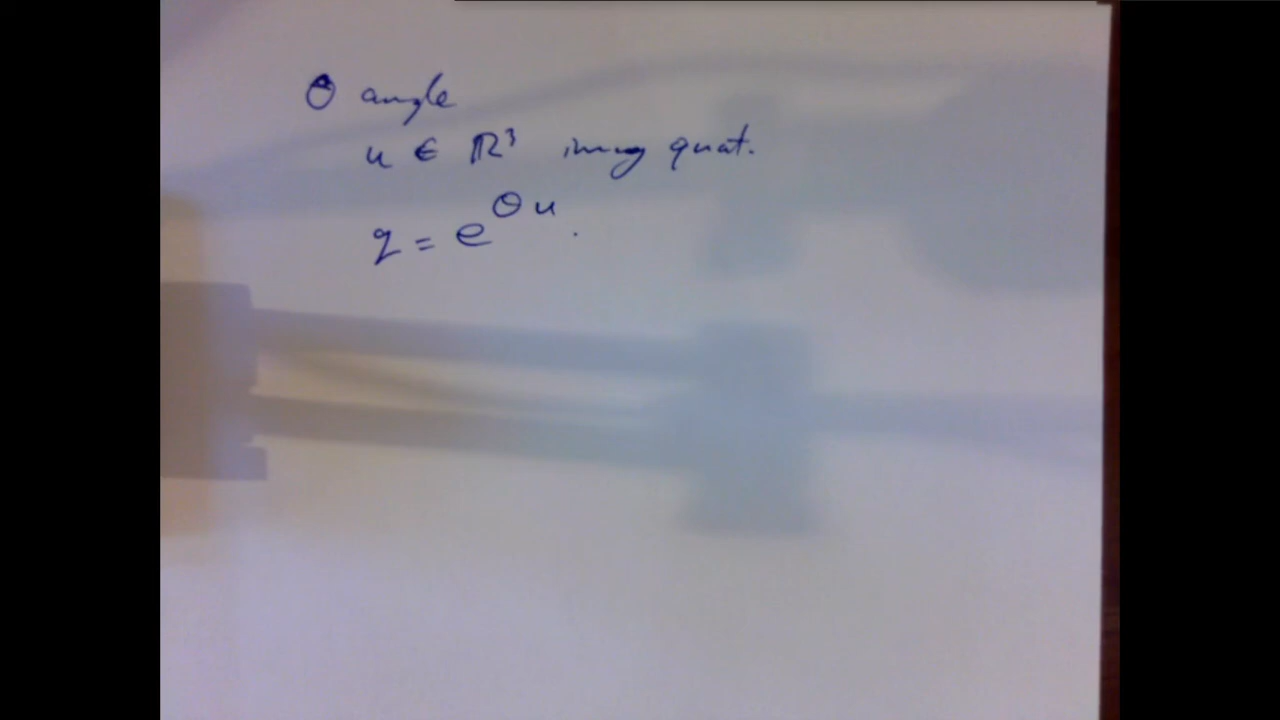 θ angle
u ∈ ℝ³ imag quat.
q = e^{θu}.